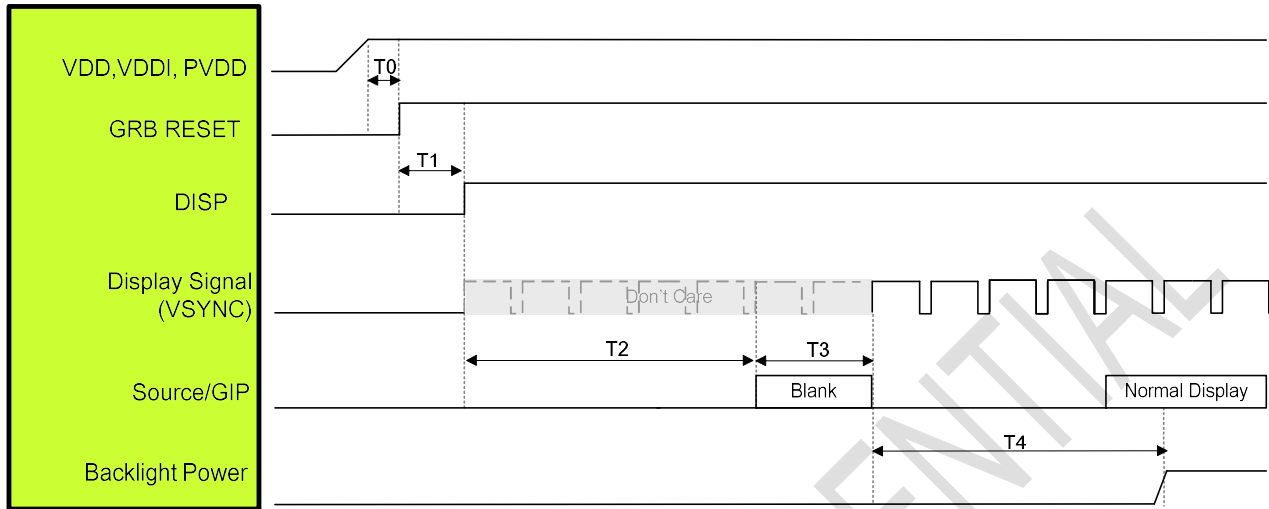 VDD,VDDI, PVDD
T0
GRB RESET
T1
DISP
Display Signal
(VSYNC)
Don't Care
T2
T3
Source/GIP
Blank
Normal Display
T4
Backlight Power
ENTIAL